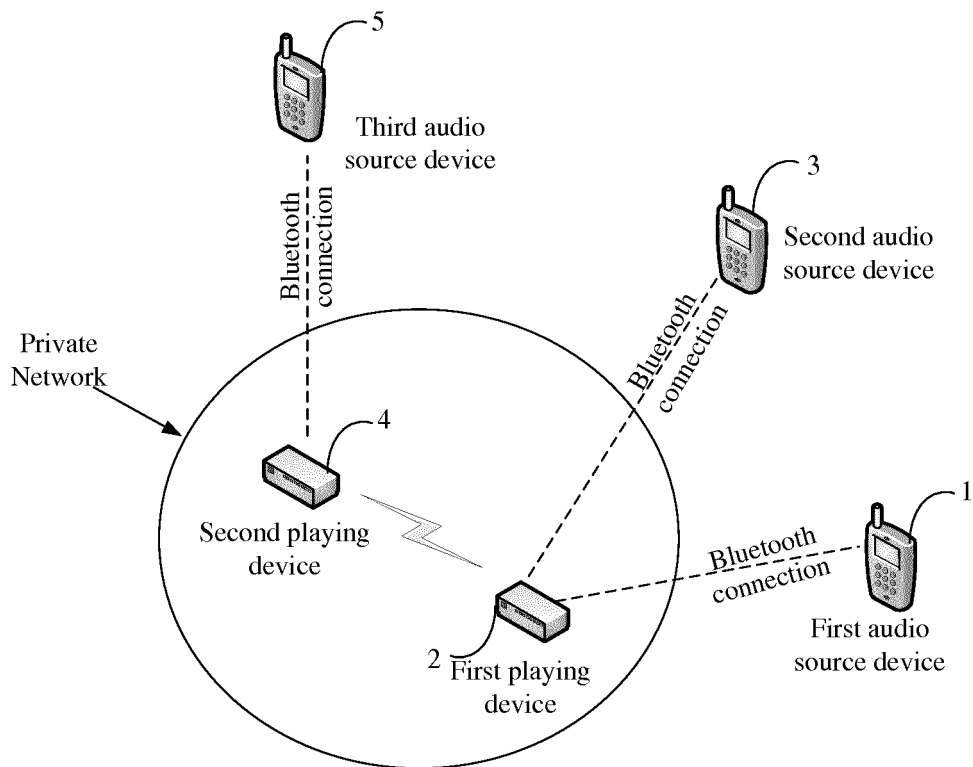 5
Third audio
source device
Bluetooth
connection
3
Second audio
source device
Bluetooth
connection
Private
Network
4
Second playing
device
1
Bluetooth
connection
2
First playing
device
First audio
source device